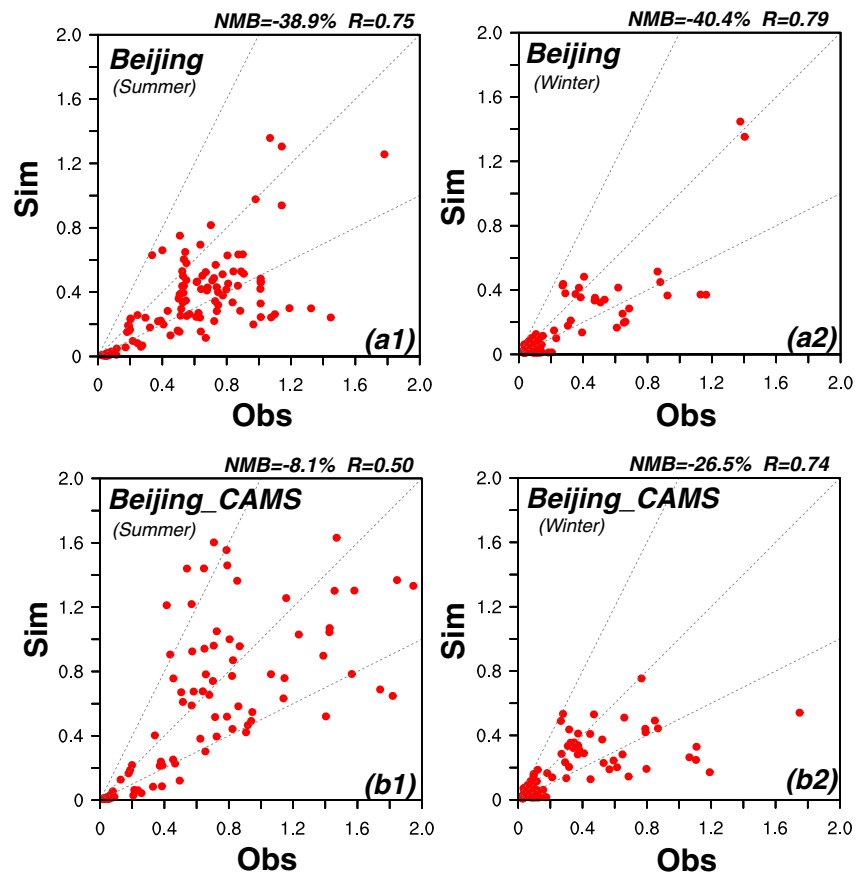 NMB=-38.9% R=0.75
2.0
1.6
1.2
0.8
0.4
0
Sim
Beijing
(Summer)
(a1)
0 0.4 0.8 1.2 1.6 2.0
Obs
NMB=-40.4% R=0.79
2.0
1.6
1.2
0.8
0.4
0
Sim
Beijing
(Winter)
(a2)
0 0.4 0.8 1.2 1.6 2.0
Obs
NMB=-8.1% R=0.50
2.0
1.6
1.2
0.8
0.4
0
Sim
Beijing_CAMS
(Summer)
(b1)
0 0.4 0.8 1.2 1.6 2.0
Obs
NMB=-26.5% R=0.74
2.0
1.6
1.2
0.8
0.4
0
Sim
Beijing_CAMS
(Winter)
(b2)
0 0.4 0.8 1.2 1.6 2.0
Obs